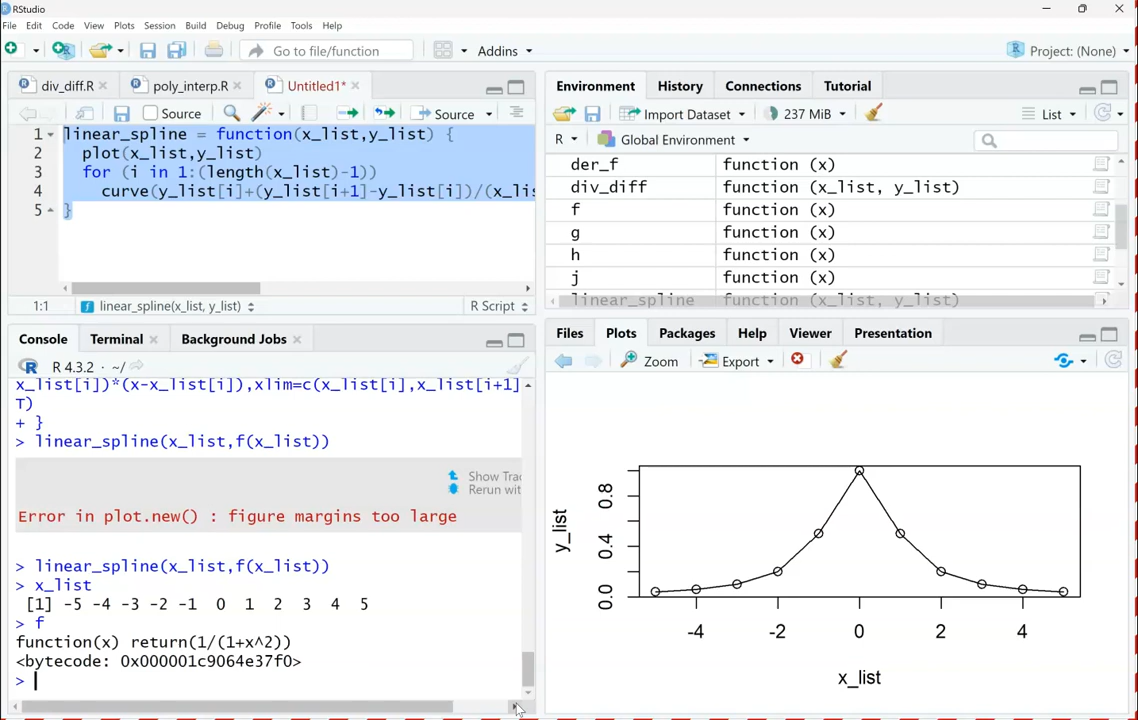 RStudio
File Edit Code View Plots Session Build Debug Profile Tools Help
Go to file/function Addins Project: (None)
div_diff.R poly_interp.R Untitled1*
Source Source
1 linear_spline = function(x_list,y_list) {
2 plot(x_list,y_list)
3 for (i in 1:(length(x_list)-1))
4 curve(y_list[i]+(y_list[i+1]-y_list[i])/(x_lis
5 }
1:1 linear_spline(x_list, y_list) R Script
Console Terminal Background Jobs
R 4.3.2 · ~/
x_list[i])*(x-x_list[i]),xlim=c(x_list[i],x_list[i+1]
T)
+ }
> linear_spline(x_list,f(x_list))
Show Tra
Rerun wit
Error in plot.new() : figure margins too large
> linear_spline(x_list,f(x_list))
> x_list
[1] -5 -4 -3 -2 -1 0 1 2 3 4 5
> f
function(x) return(1/(1+x^2))
<bytecode: 0x000001c9064e37f0>
>
Environment History Connections Tutorial
Import Dataset 237 MiB List
R Global Environment
der_f function (x)
div_diff function (x_list, y_list)
f function (x)
g function (x)
h function (x)
j function (x)
linear_spline function (x_list, y_list)
Files Plots Packages Help Viewer Presentation
Zoom Export
y_list
0.0 0.4 0.8
-4 -2 0 2 4
x_list